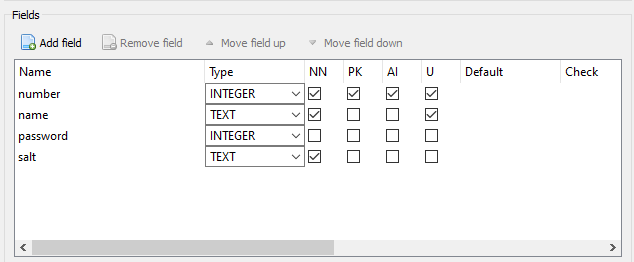 Fields
Add field Remove field Move field up Move field down
Name Type NN PK AI U Default Check
number INTEGER
name TEXT
password INTEGER
salt TEXT